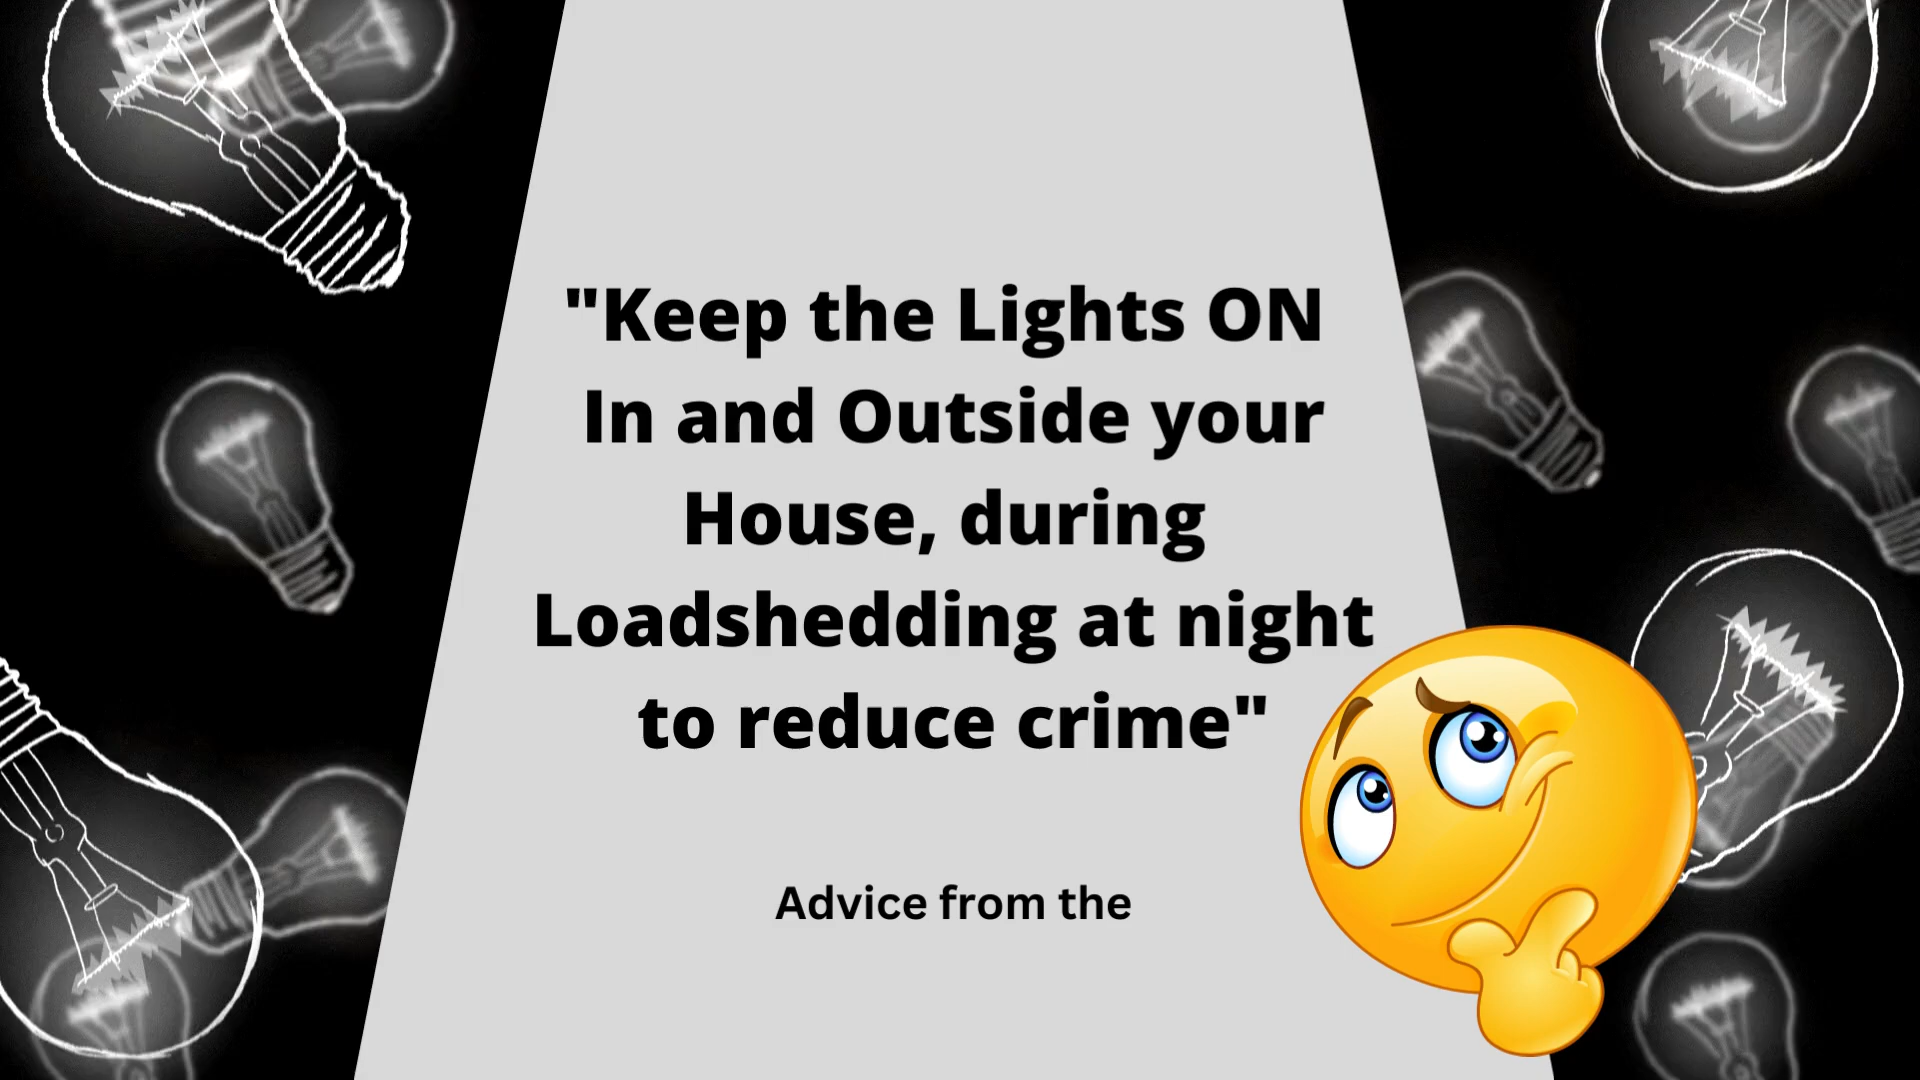 "Keep the Lights ON
In and Outside your
House, during
Loadshedding at night
to reduce crime"
Advice from the